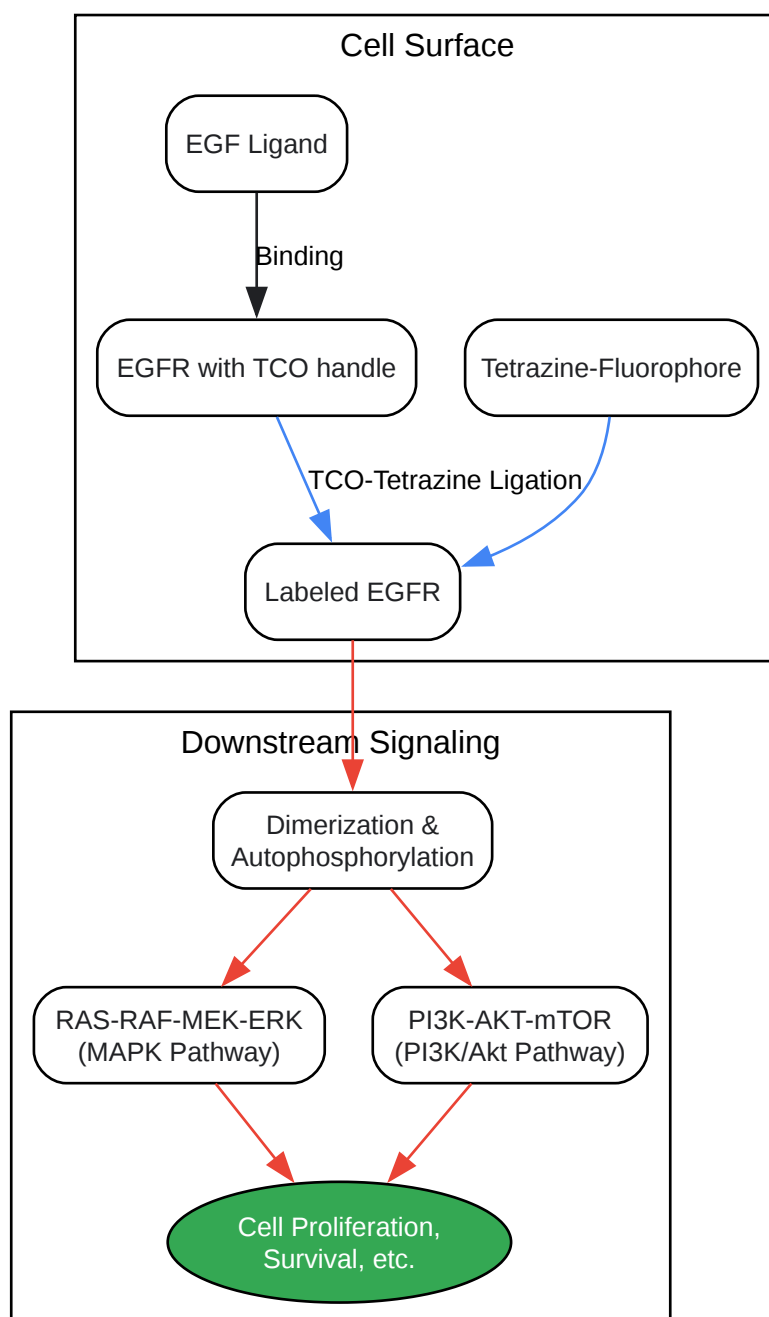 Cell Surface
EGF Ligand
Binding
EGFR with TCO handle
Tetrazine-Fluorophore
TCO-Tetrazine Ligation
Labeled EGFR
Downstream Signaling
Dimerization &
Autophosphorylation
RAS-RAF-MEK-ERK
(MAPK Pathway)
PI3K-AKT-mTOR
(PI3K/Akt Pathway)
Cell Proliferation,
Survival, etc.